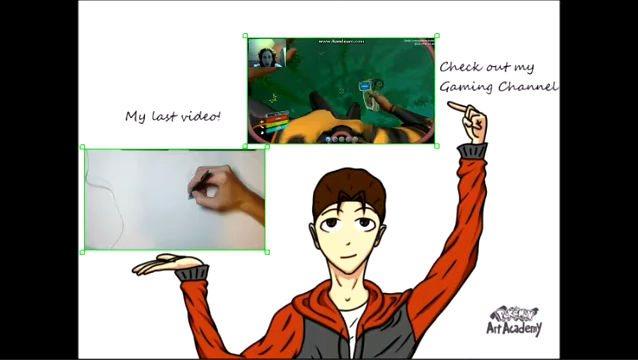 Check out my
Gaming Channel
My last video!
Pokémon
Art Academy